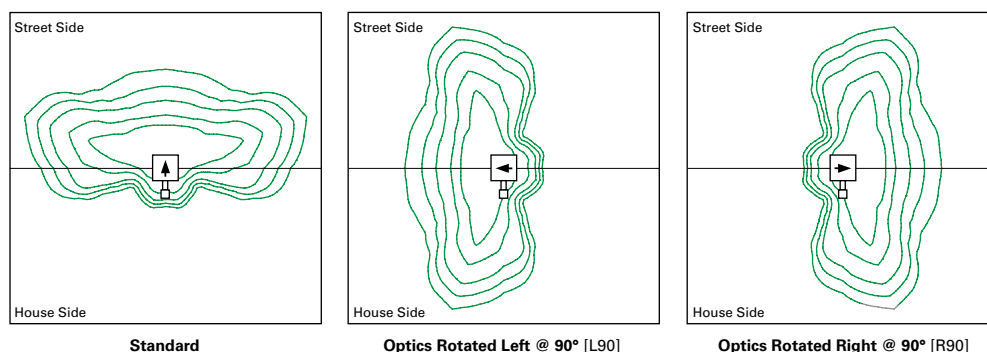 Street Side
House Side
Standard
Street Side
House Side
Optics Rotated Left @ 90° [L90]
Street Side
House Side
Optics Rotated Right @ 90° [R90]